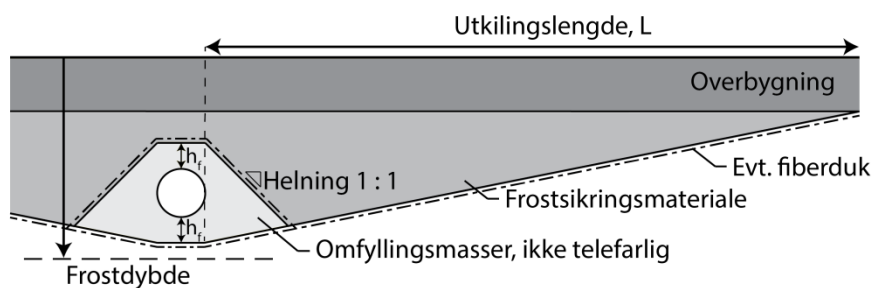 Utkilingslengde, L
Overbygning
hf
Helning 1 : 1
Evt. fiberduk
Frostsikringsmateriale
hf
Omfyllingsmasser, ikke telefarlig
Frostdybde